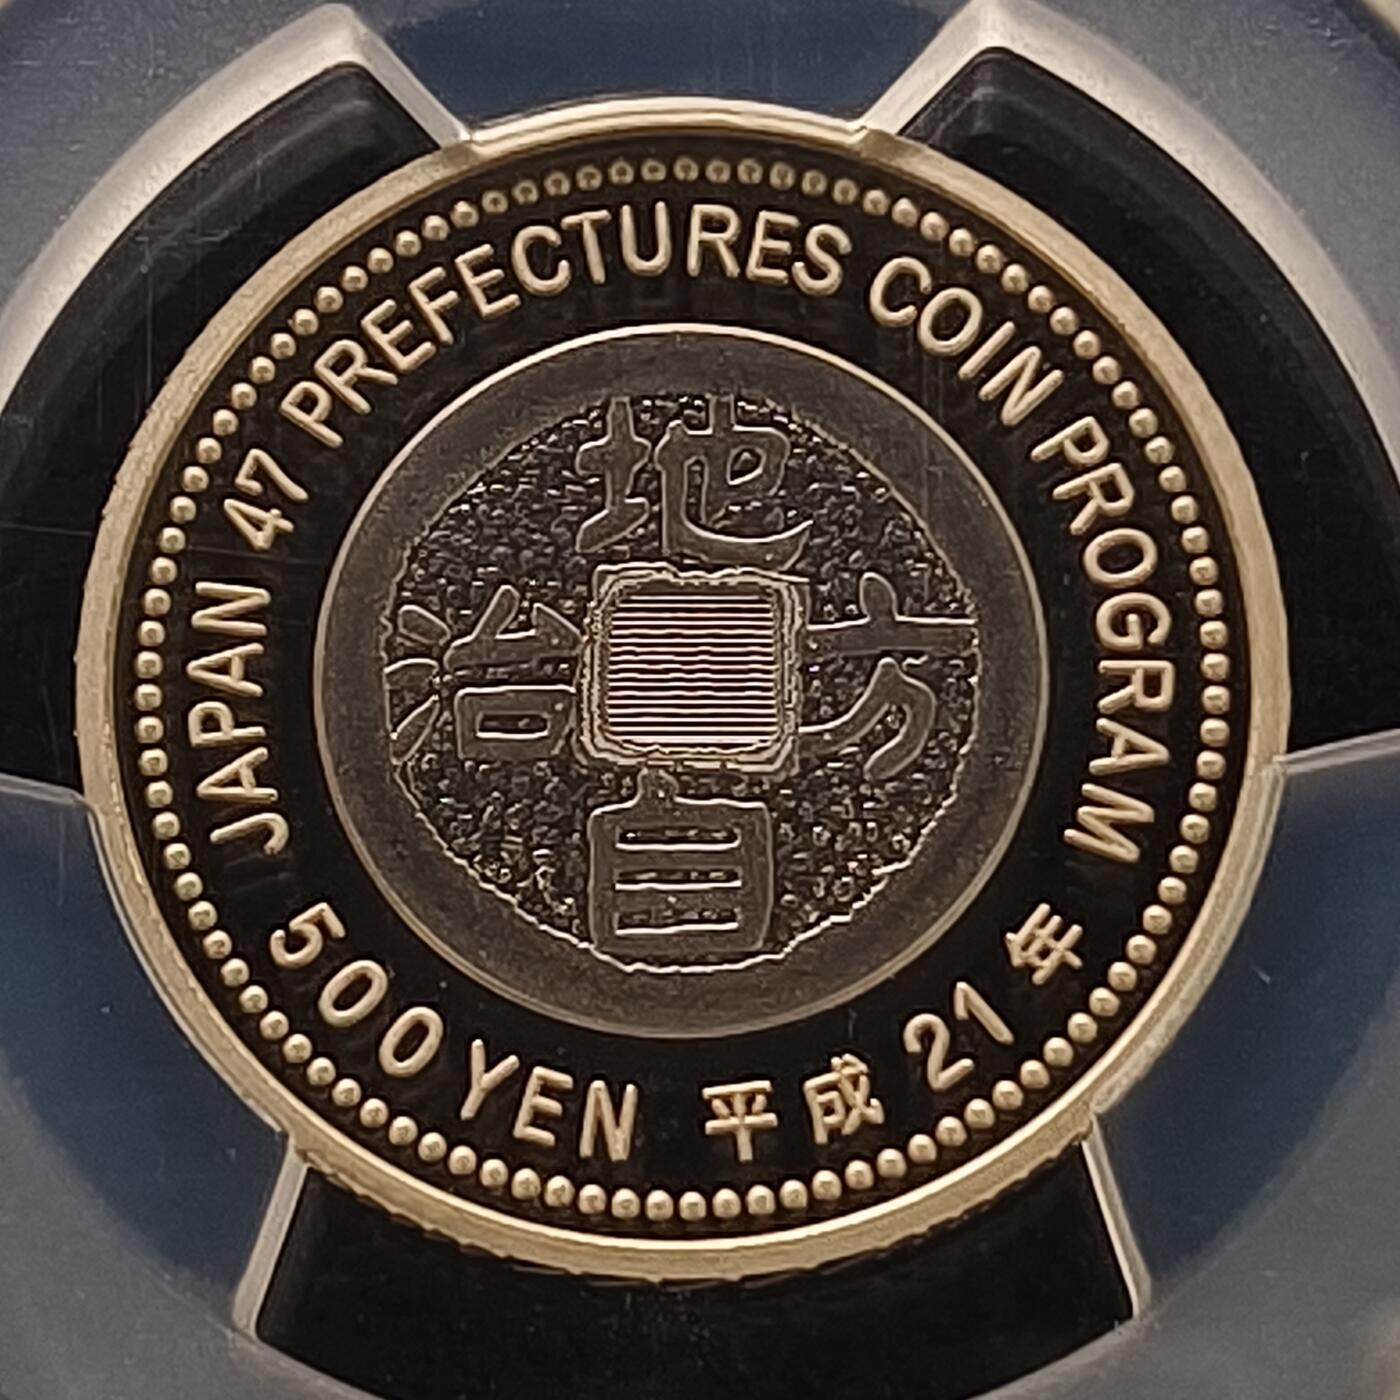 JAPAN 47 PREFECTURES COIN PROGRAM
500 YEN 平成 21 年
地方自治